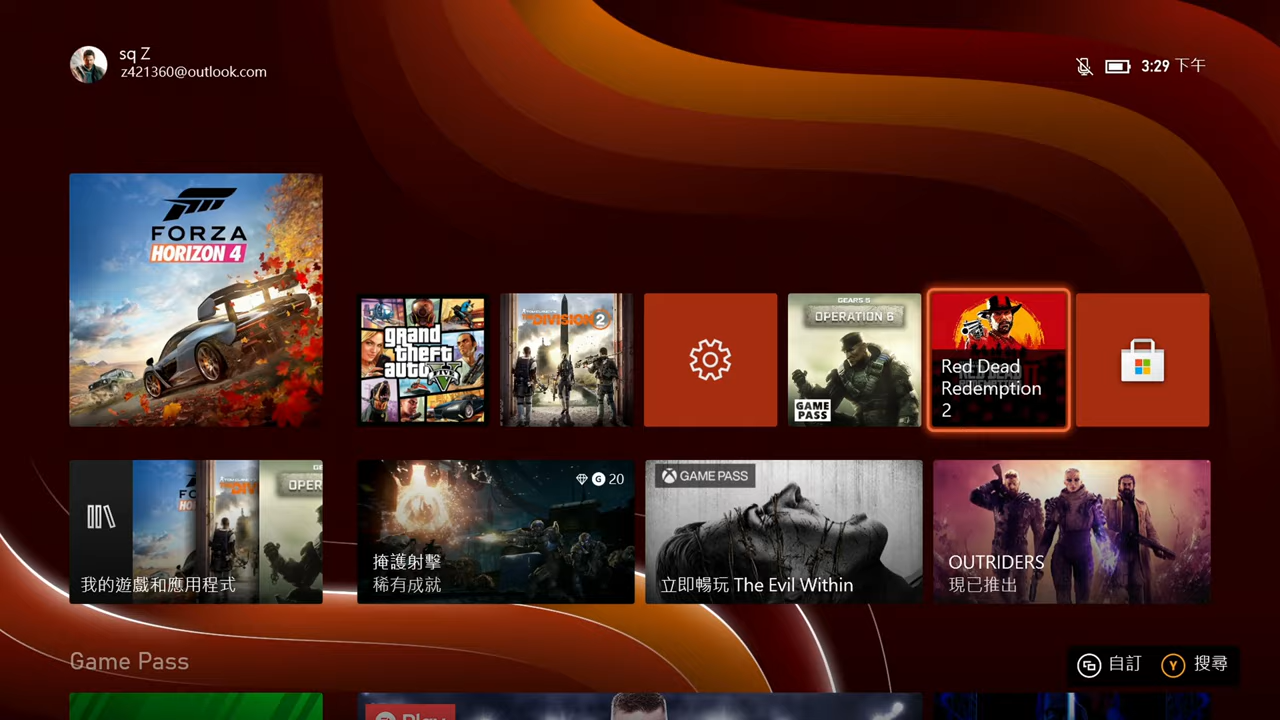 sq Z
z421360@outlook.com
3:29 下午
FORZA
HORIZON 4
grand
theft
auto
V
THE DIVISION 2
GEARS 5
OPERATION 6
GAME
PASS
Red Dead
Redemption
2
我的遊戲和應用程式
G 20
掩護射擊
稀有成就
GAME PASS
立即暢玩 The Evil Within
OUTRIDERS
現已推出
Game Pass
自訂
Y 搜尋
Play